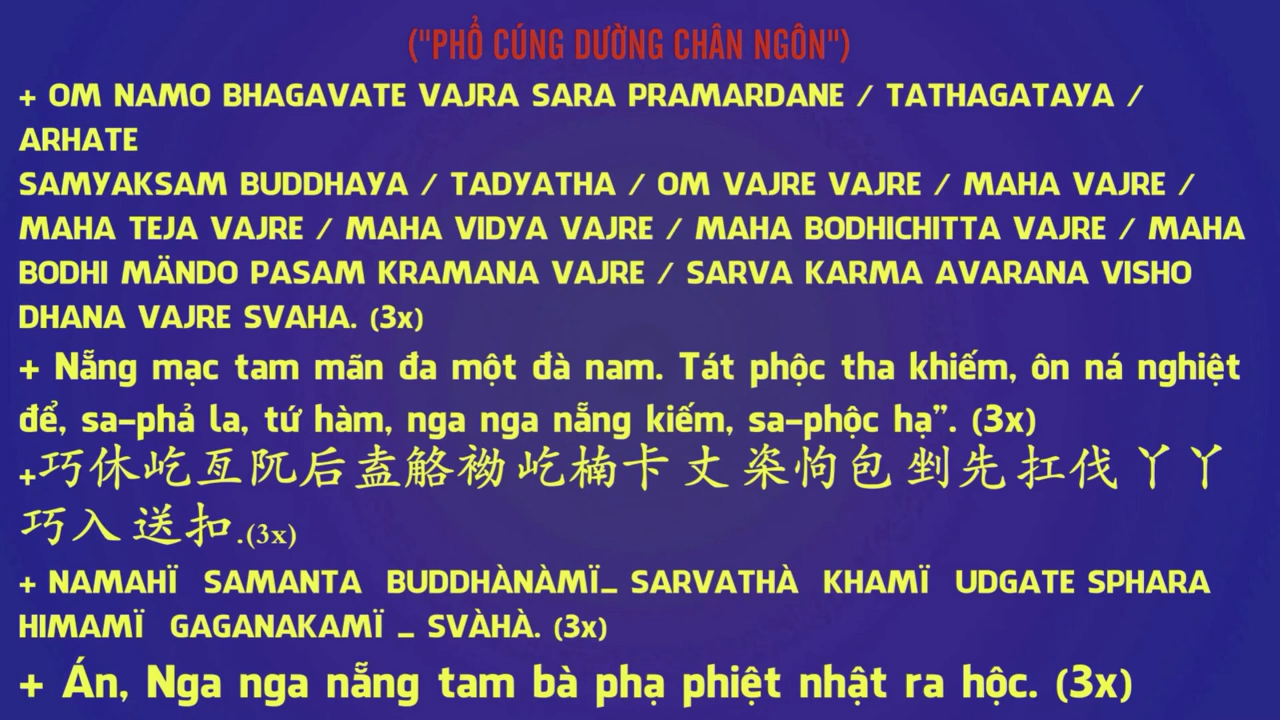 ("PHỔ CÚNG DƯỜNG CHÂN NGÔN")
+ OM NAMO BHAGAVATE VAJRA SARA PRAMARDANE / TATHAGATAYA /
ARHATE
SAMYAKSAM BUDDHAYA / TADYATHA / OM VAJRE VAJRE / MAHA VAJRE /
MAHA TEJA VAJRE / MAHA VIDYA VAJRE / MAHA BODHICHITTA VAJRE / MAHA
BODHI MÄNDO PASAM KRAMANA VAJRE / SARVA KARMA AVARANA VISHO
DHANA VAJRE SVAHA. (3x)
+ Nẵng mạc tam mãn đa một đà nam. Tát phộc tha khiếm, ôn ná nghiệt
để, sa-phả la, tứ hàm, nga nga nẵng kiếm, sa-phộc hạ”. (3x)
+巧休屹亙阢后盍觡袎屹楠卡丈栥怐包剉先扛伐丫丫
巧入送扣.(3x)
+ NAMAHÏ SAMANTA BUDDHÀNÀMÏ_ SARVATHÀ KHAMÏ UDGATE SPHARA
HIMAMÏ GAGANAKAMÏ _ SVÀHÀ. (3x)
+ Án, Nga nga nẵng tam bà phạ phiệt nhật ra hộc. (3x)